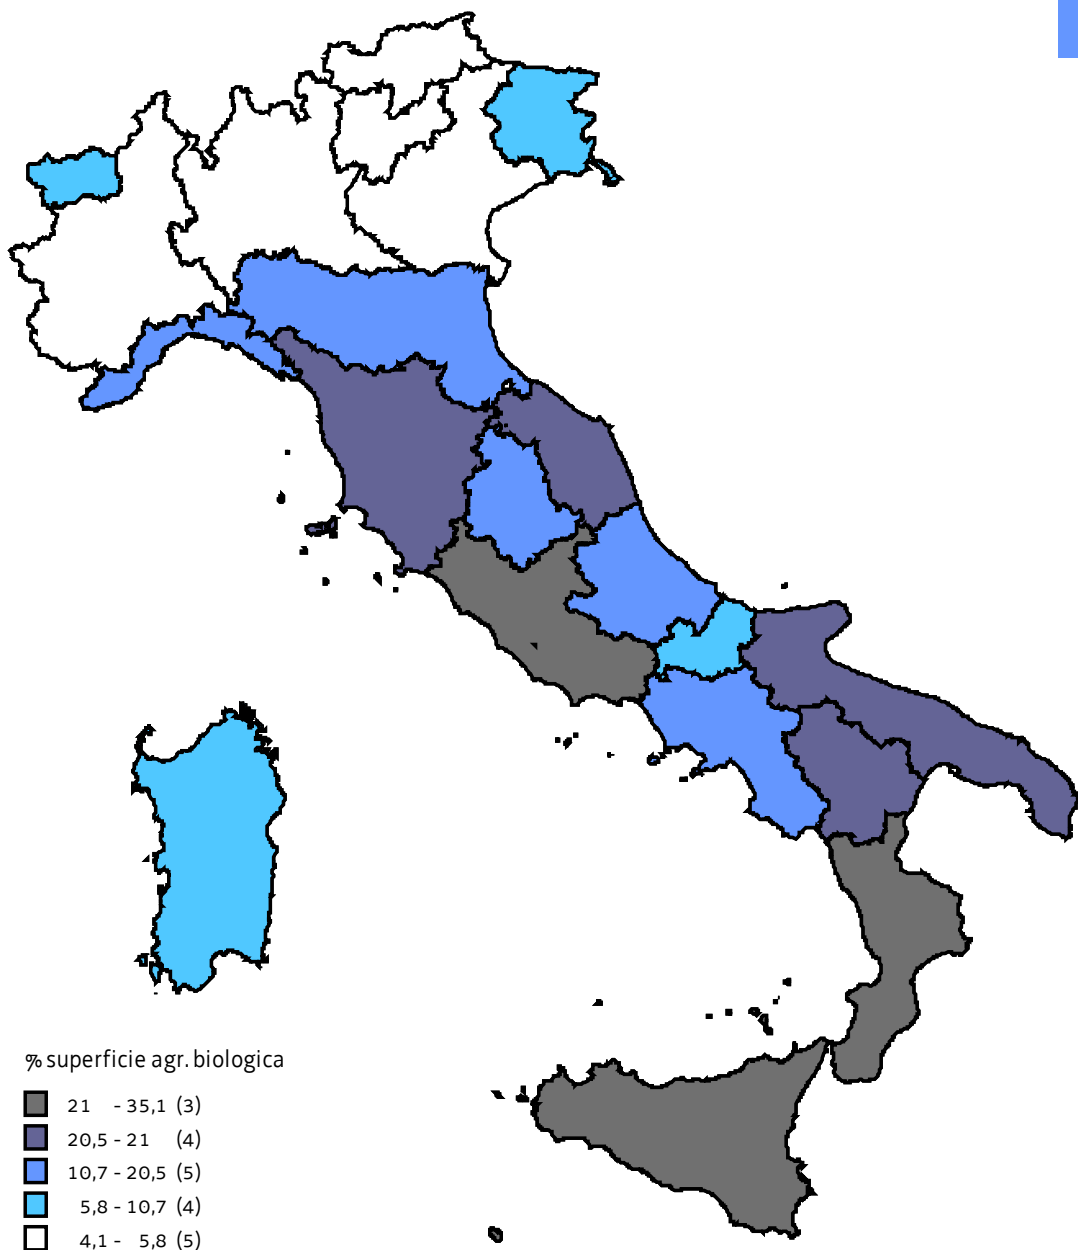 % superficie agr. biologica
21 - 35,1 (3)
20,5 - 21 (4)
10,7 - 20,5 (5)
5,8 - 10,7 (4)
4,1 - 5,8 (5)